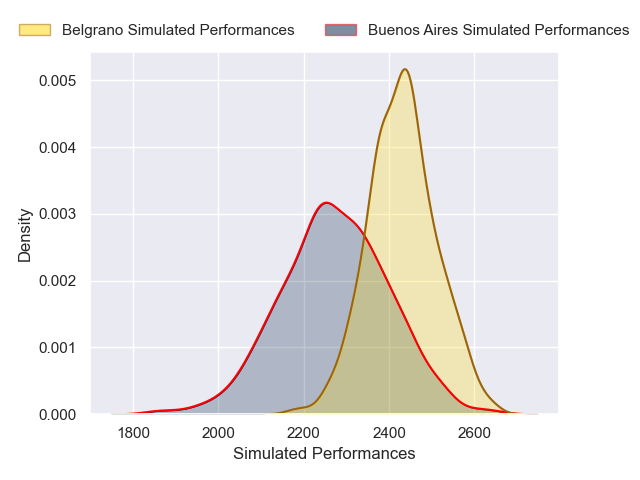 Belgrano Simulated Performances Buenos Aires Simulated Performances
0.005
0.004
0.003
0.002
0.001
0.000
Density
1800 2000 2200 2400 2600
Simulated Performances